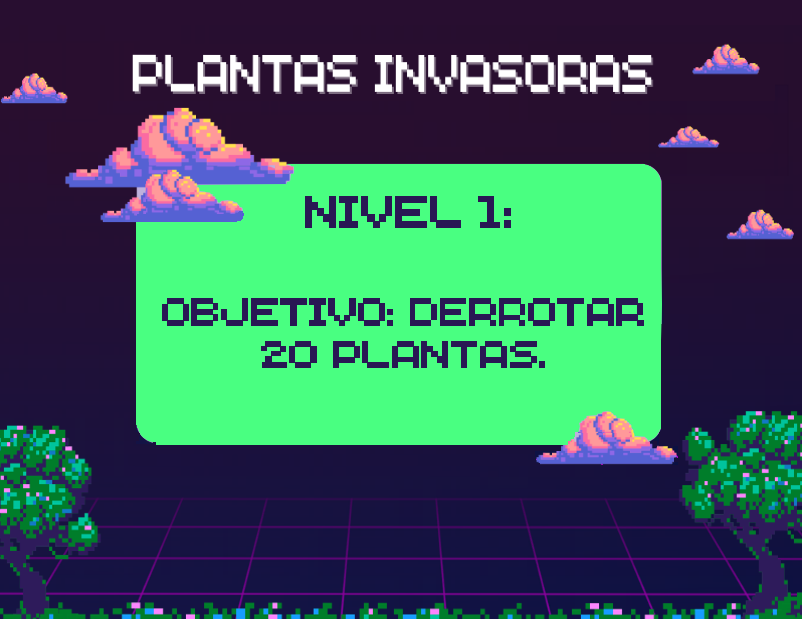 PLANTAS INVASORAS
NIVEL 1:
OBJETIVO: DERROTAR
20 PLANTAS.